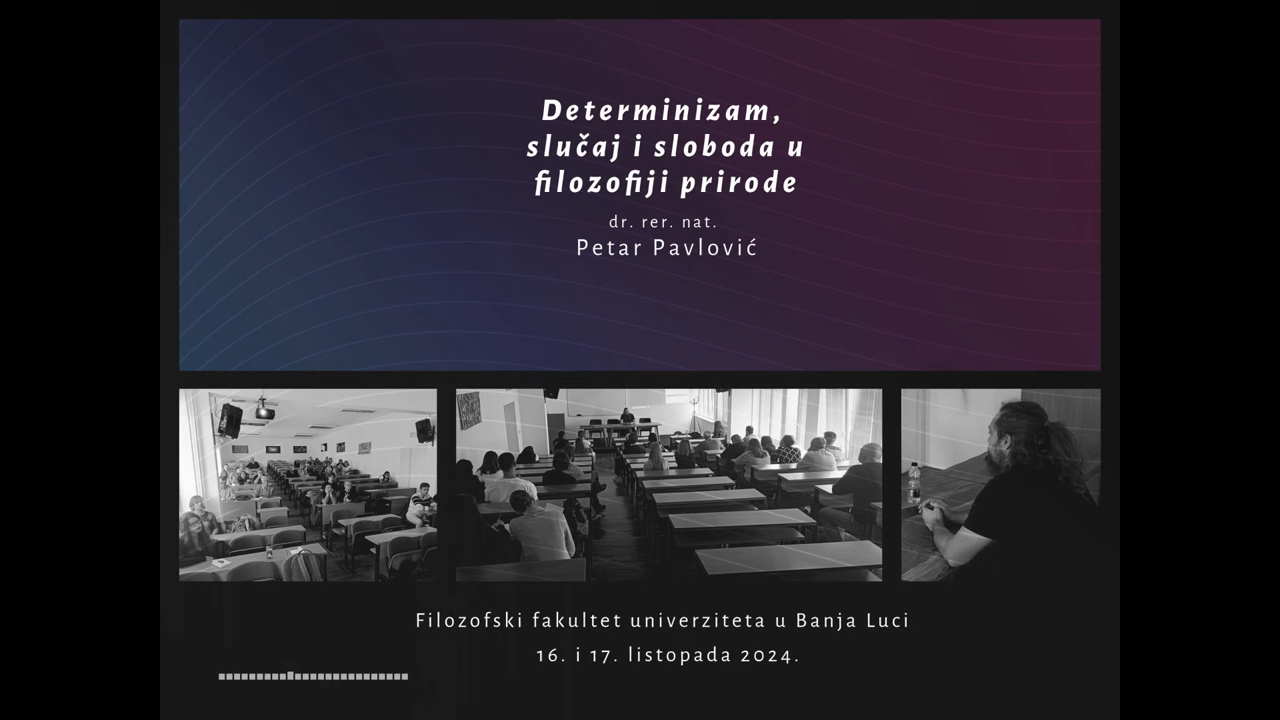 Determinizam,
slučaj i sloboda u
filozofiji prirode
dr. rer. nat.
Petar Pavlović
Filozofski fakultet univerziteta u Banja Luci
16. i 17. listopada 2024.